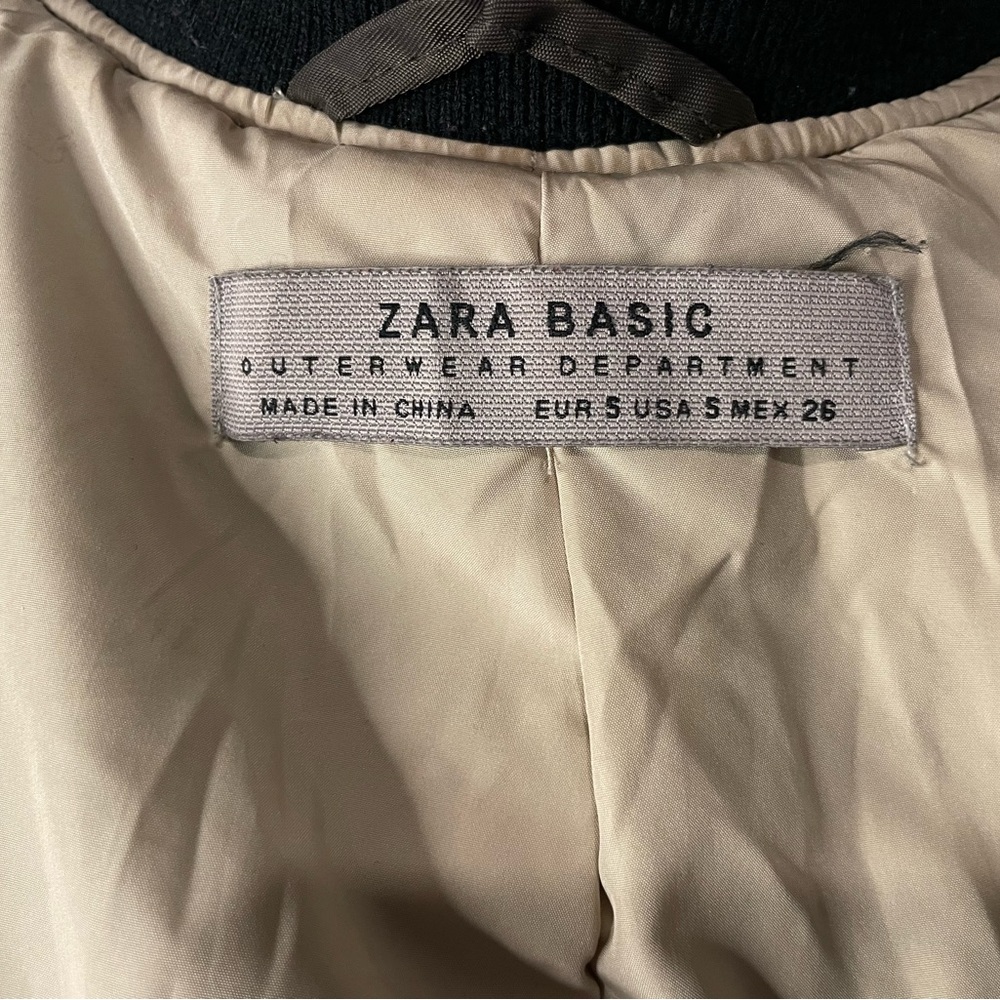 ZARA BASIC
OUTERWEAR DEPARTMENT
MADE IN CHINA EUR S USA S MEX 26